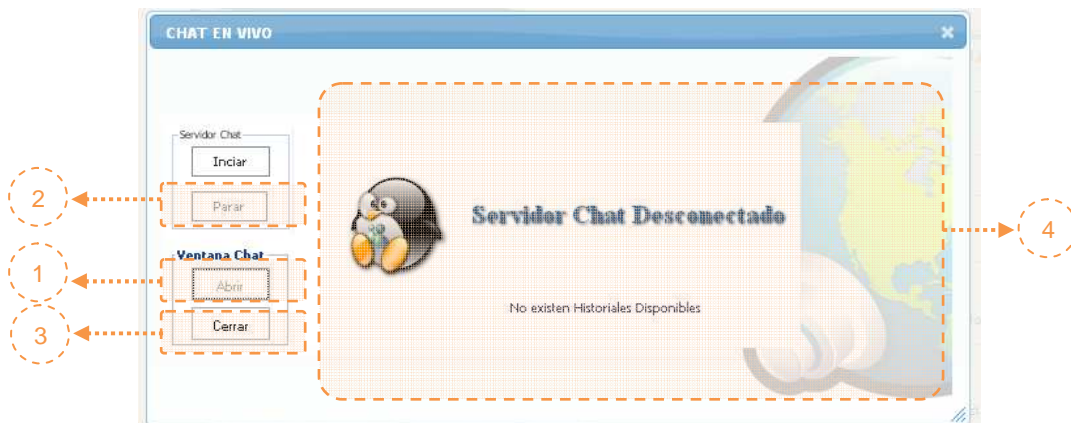 CHAT EN VIVO
Servidor Chat
Inciar
2
Parar
Servidor Chat Desconectado
4
Ventana Chat
1
Abrir
No existen Historiales Disponibles
3
Cerrar